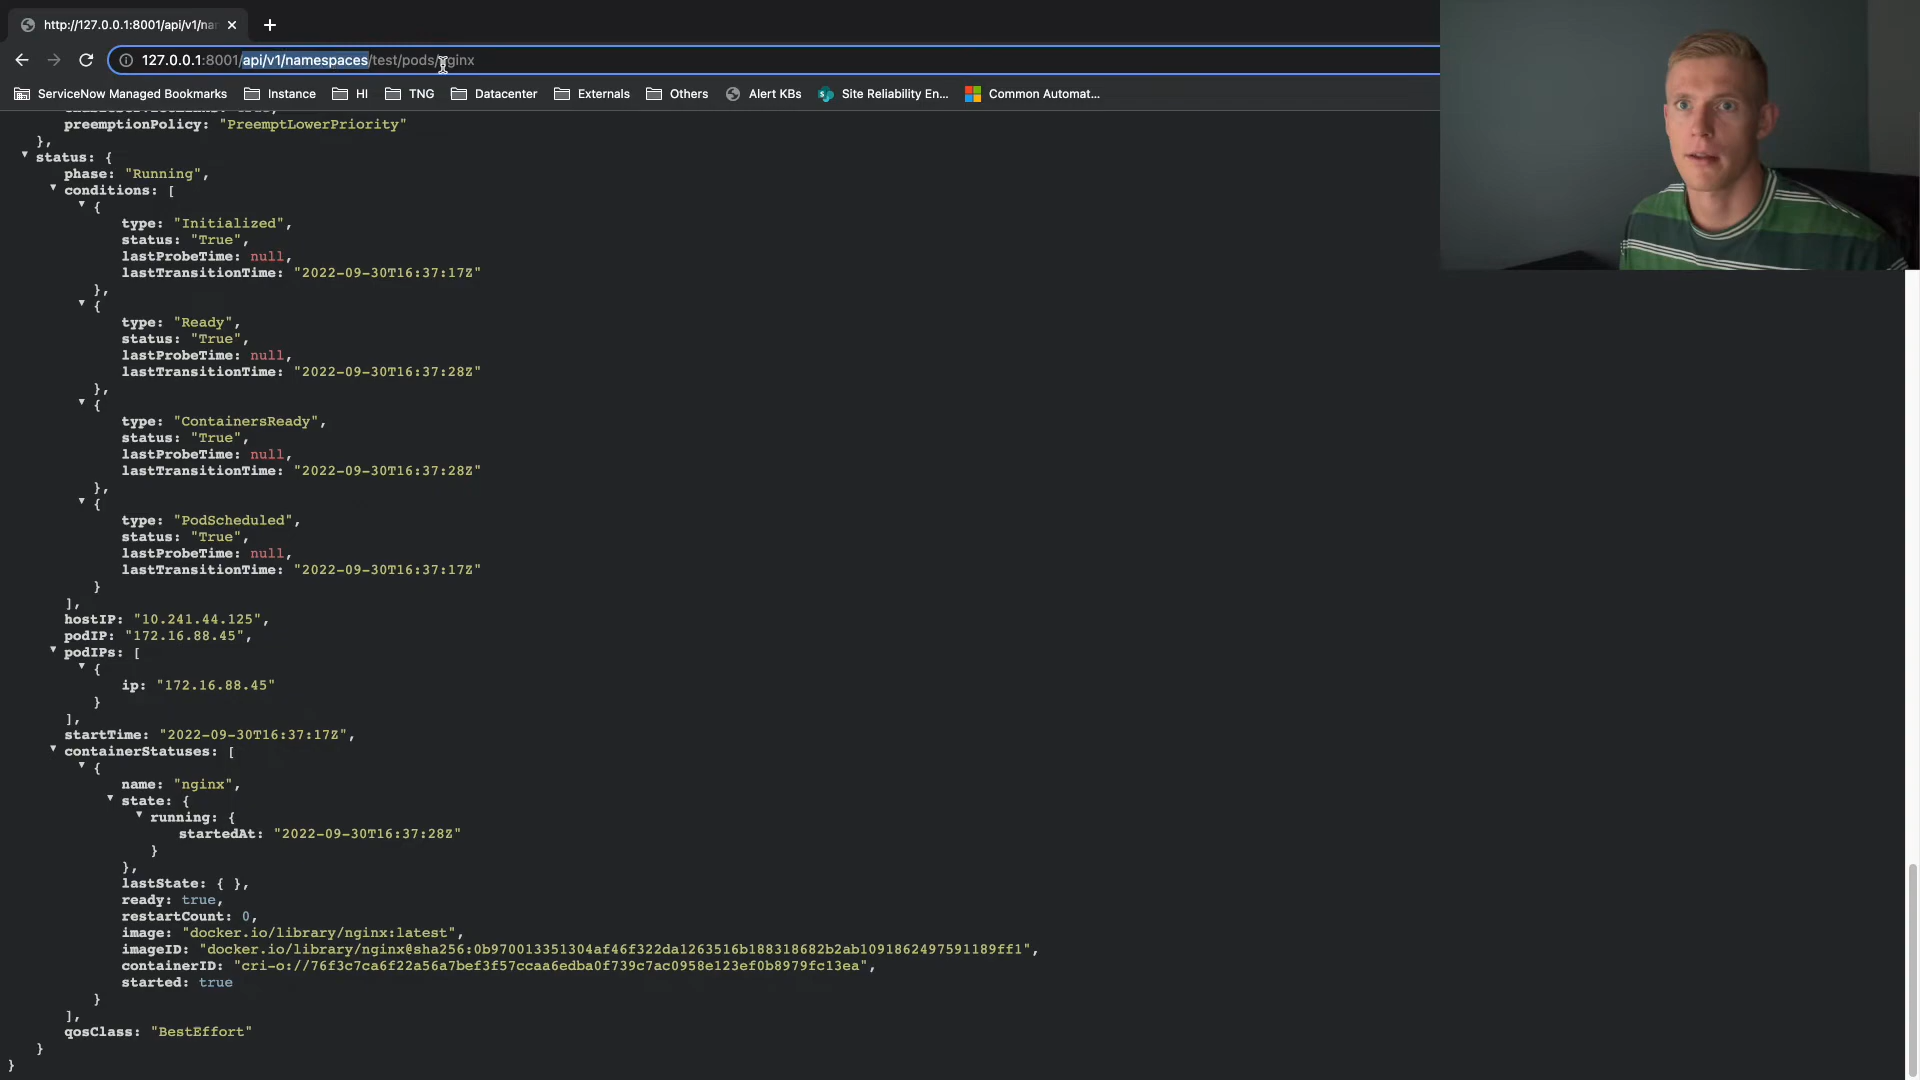 http://127.0.0.1:8001/api/v1/na
127.0.0.1:8001/api/v1/namespaces/test/pods/nginx
ServiceNow Managed Bookmarks Instance HI TNG Datacenter Externals Others Alert KBs Site Reliability En... Common Automat...
preemptionPolicy: "PreemptLowerPriority"
},
status: {
phase: "Running",
conditions: [
{
type: "Initialized",
status: "True",
lastProbeTime: null,
lastTransitionTime: "2022-09-30T16:37:17Z"
},
{
type: "Ready",
status: "True",
lastProbeTime: null,
lastTransitionTime: "2022-09-30T16:37:28Z"
},
{
type: "ContainersReady",
status: "True",
lastProbeTime: null,
lastTransitionTime: "2022-09-30T16:37:28Z"
},
{
type: "PodScheduled",
status: "True",
lastProbeTime: null,
lastTransitionTime: "2022-09-30T16:37:17Z"
}
],
hostIP: "10.241.44.125",
podIP: "172.16.88.45",
podIPs: [
{
ip: "172.16.88.45"
}
],
startTime: "2022-09-30T16:37:17Z",
containerStatuses: [
{
name: "nginx",
state: {
running: {
startedAt: "2022-09-30T16:37:28Z"
}
},
lastState: { },
ready: true,
restartCount: 0,
image: "docker.io/library/nginx:latest",
imageID: "docker.io/library/nginx@sha256:0b970013351304af46f322da1263516b188318682b2ab1091862497591189ff1",
containerID: "cri-o://76f3c7ca6f22a56a7bef3f57ccaa6edba0f739c7ac0958e123ef0b8979fc13ea",
started: true
}
],
qosClass: "BestEffort"
}
}